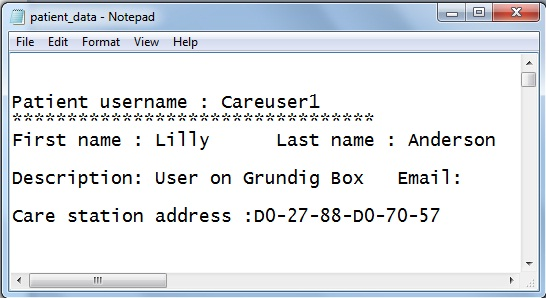 patient_data - Notepad
File Edit Format View Help
Patient username : Careuser1
*********************************
First name : Lilly Last name : Anderson
Description: User on Grundig Box Email:
Care station address :D0-27-88-D0-70-57